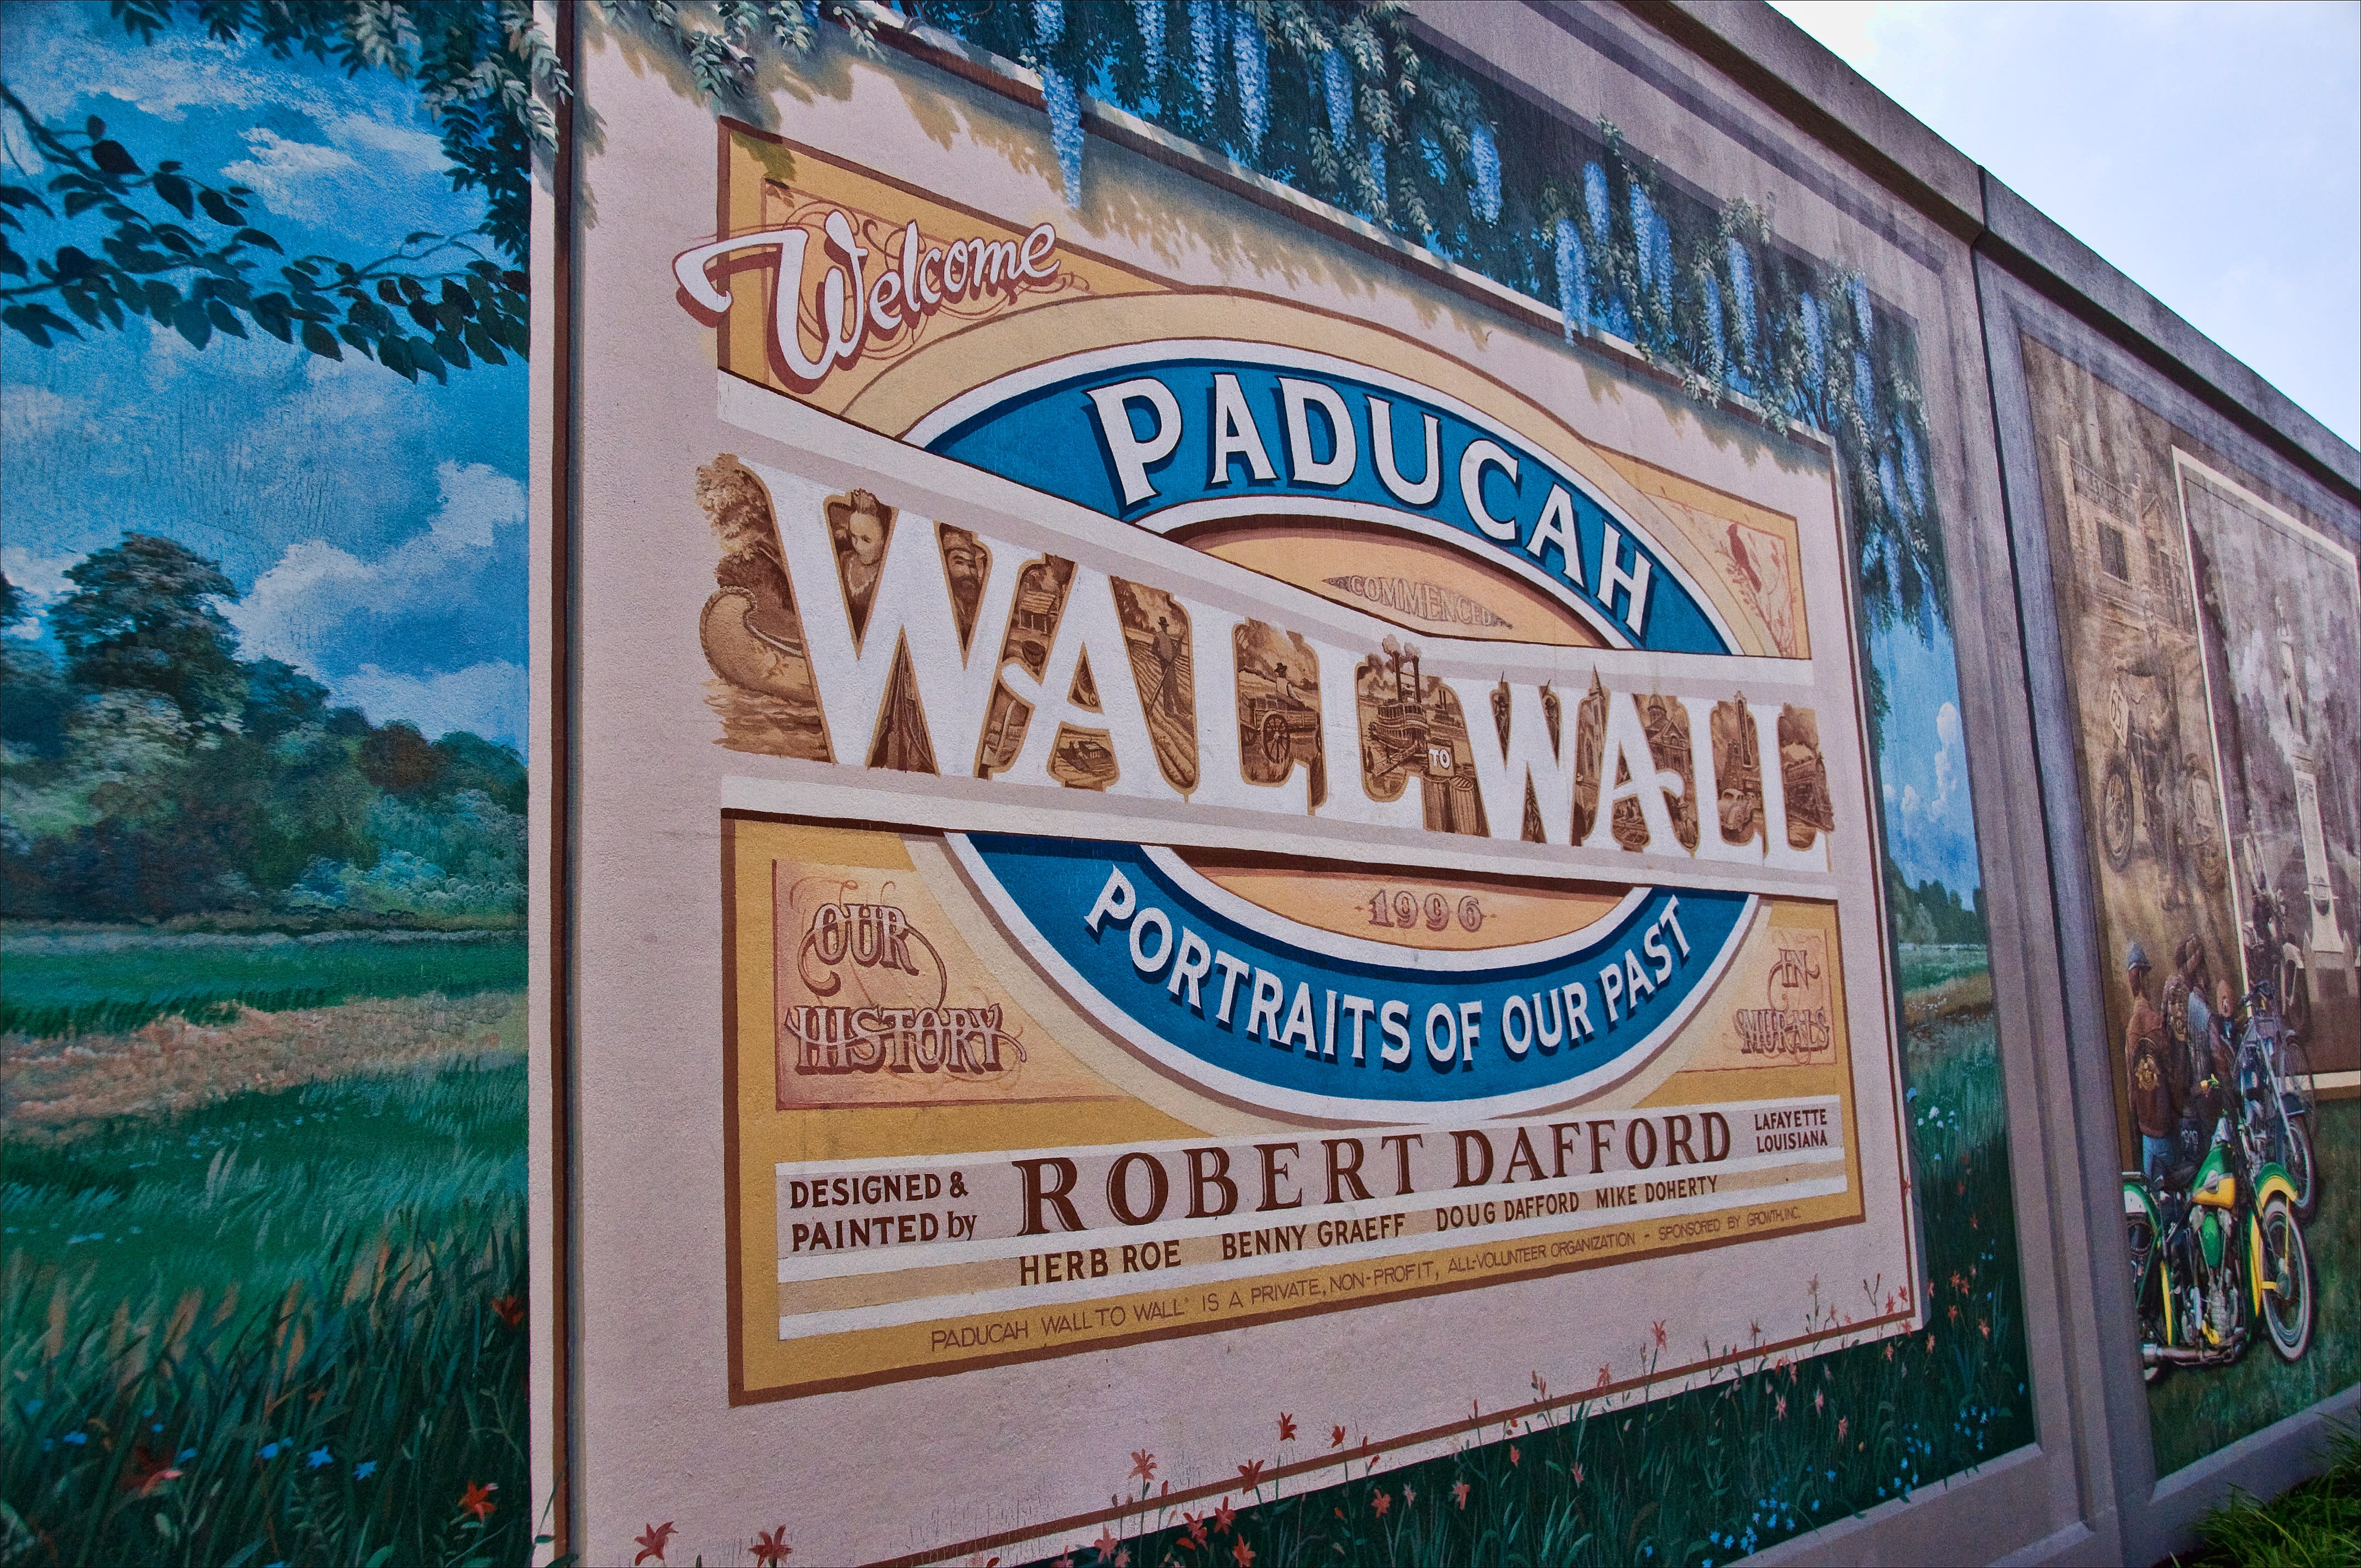 Welcome
PADUCAH
COMMENCED
WALL TO WALL
1996
PORTRAITS OF OUR PAST
OUR
HISTORY
IN
MURALS
DESIGNED &
PAINTED by
ROBERT DAFFORD
LAFAYETTE
LOUISIANA
HERB ROE BENNY GRAEFF DOUG DAFFORD MIKE DOHERTY
PADUCAH WALL TO WALL® IS A PRIVATE, NON-PROFIT, ALL-VOLUNTEER ORGANIZATION - SPONSORED BY GROWTH, INC.